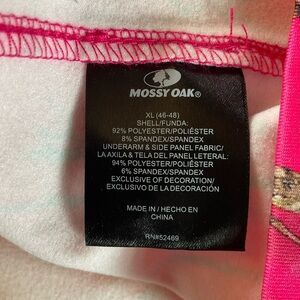 MOSSY OAK®
XL (46-48)
SHELL/FUNDA:
92% POLYESTER/POLIÉSTER
8% SPANDEX/SPANDEX
UNDERARM & SIDE PANEL FABRIC/
LA AXILA & TELA DEL PANEL LETERAL:
94% POLYESTER/POLIÉSTER
6% SPANDEX/SPANDEX
EXCLUSIVE OF DECORATION/
EXCLUSIVO DE LA DECORACIÓN
MADE IN / HECHO EN
CHINA
RN#52469